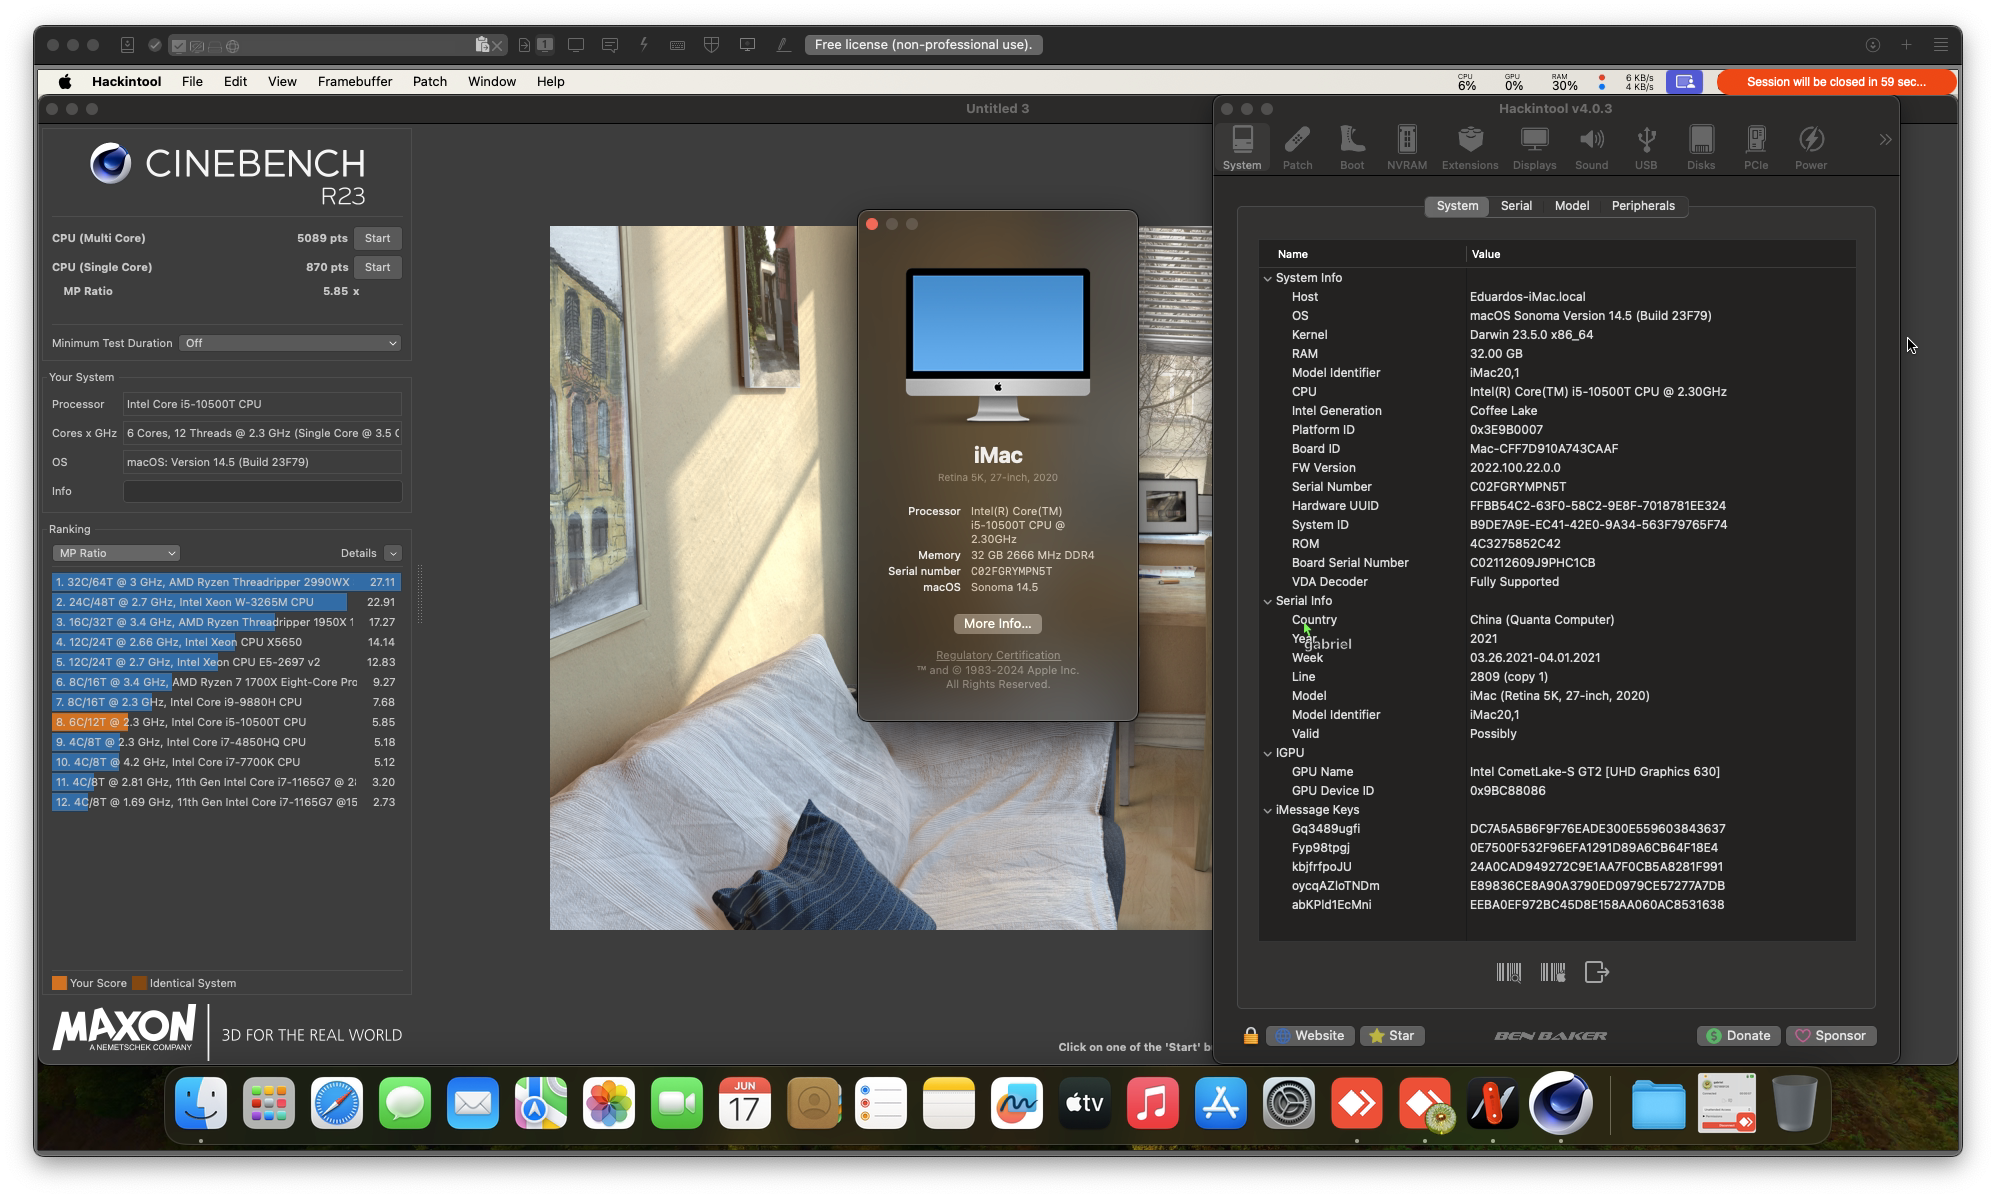 1
Free license (non-professional use).
Hackintool File Edit View Framebuffer Patch Window Help
CPU 6% GPU 0% RAM 30% 6 KB/s 4 KB/s
Session will be closed in 59 sec...
Untitled 3
CINEBENCH
R23
CPU (Multi Core) 5089 pts Start
CPU (Single Core) 870 pts Start
MP Ratio 5.85 x
Minimum Test Duration Off
Your System
Processor Intel Core i5-10500T CPU
Cores x GHz 6 Cores, 12 Threads @ 2.3 GHz (Single Core @ 3.5 G
OS macOS: Version 14.5 (Build 23F79)
Info
Ranking
MP Ratio Details
1. 32C/64T @ 3 GHz, AMD Ryzen Threadripper 2990WX 27.11
2. 24C/48T @ 2.7 GHz, Intel Xeon W-3265M CPU 22.91
3. 16C/32T @ 3.4 GHz, AMD Ryzen Threadripper 1950X 1 17.27
4. 12C/24T @ 2.66 GHz, Intel Xeon CPU X5650 14.14
5. 12C/24T @ 2.7 GHz, Intel Xeon CPU E5-2697 v2 12.83
6. 8C/16T @ 3.4 GHz, AMD Ryzen 7 1700X Eight-Core Pro 9.27
7. 8C/16T @ 2.3 GHz, Intel Core i9-9880H CPU 7.68
8. 6C/12T @ 2.3 GHz, Intel Core i5-10500T CPU 5.85
9. 4C/8T @ 2.3 GHz, Intel Core i7-4850HQ CPU 5.18
10. 4C/8T @ 4.2 GHz, Intel Core i7-7700K CPU 5.12
11. 4C/8T @ 2.81 GHz, 11th Gen Intel Core i7-1165G7 @ 2 3.20
12. 4C/8T @ 1.69 GHz, 11th Gen Intel Core i7-1165G7 @15 2.73
Your Score Identical System
MAXON
A NEMETSCHEK COMPANY
3D FOR THE REAL WORLD
Click on one of the 'Start' b
iMac
Retina 5K, 27-inch, 2020
Processor Intel(R) Core(TM)
i5-10500T CPU @
2.30GHz
Memory 32 GB 2666 MHz DDR4
Serial number C02FGRYMPN5T
macOS Sonoma 14.5
More Info...
Regulatory Certification
™ and © 1983-2024 Apple Inc.
All Rights Reserved.
Hackintool v4.0.3
System Patch Boot NVRAM Extensions Displays Sound USB Disks PCIe Power
System Serial Model Peripherals
Name Value
System Info
Host Eduardos-iMac.local
OS macOS Sonoma Version 14.5 (Build 23F79)
Kernel Darwin 23.5.0 x86_64
RAM 32.00 GB
Model Identifier iMac20,1
CPU Intel(R) Core(TM) i5-10500T CPU @ 2.30GHz
Intel Generation Coffee Lake
Platform ID 0x3E9B0007
Board ID Mac-CFF7D910A743CAAF
FW Version 2022.100.22.0.0
Serial Number C02FGRYMPN5T
Hardware UUID FFBB54C2-63F0-58C2-9E8F-7018781EE324
System ID B9DE7A9E-EC41-42E0-9A34-563F79765F74
ROM 4C3275852C42
Board Serial Number C02112609J9PHC1CB
VDA Decoder Fully Supported
Serial Info
Country China (Quanta Computer)
Year 2021
gabriel
Week 03.26.2021-04.01.2021
Line 2809 (copy 1)
Model iMac (Retina 5K, 27-inch, 2020)
Model Identifier iMac20,1
Valid Possibly
IGPU
GPU Name Intel CometLake-S GT2 [UHD Graphics 630]
GPU Device ID 0x9BC88086
iMessage Keys
Gq3489ugfi DC7A5A5B6F9F76EADE300E559603843637
Fyp98tpgj 0E7500F532F96EFA1291D89A6CB64F18E4
kbjfrfpoJU 24A0CAD949272C9E1AA7F0CB5A8281F991
oycqAZloTNDm E89836CE8A90A3790ED0979CE57277A7DB
abKPld1EcMni EEBA0EF972BC45D8E158AA060AC8531638
Website Star BEN BAKER Donate Sponsor
JUN
17
tv